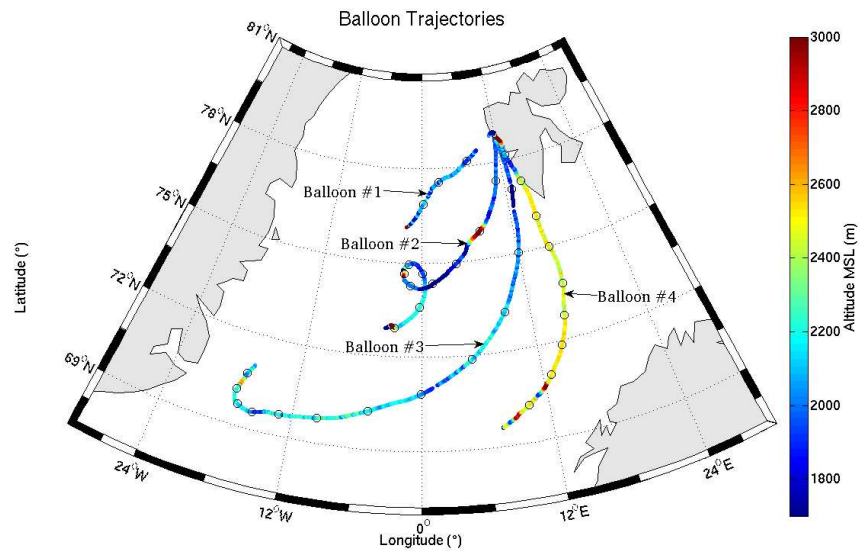 Balloon Trajectories
81°N
78°N
75°N
72°N
69°N
24°W
12°W
0°
12°E
24°E
Latitude (°)
Longitude (°)
Balloon #1
Balloon #2
Balloon #3
Balloon #4
3000
2800
2600
2400
2200
2000
1800
Altitude MSL (m)